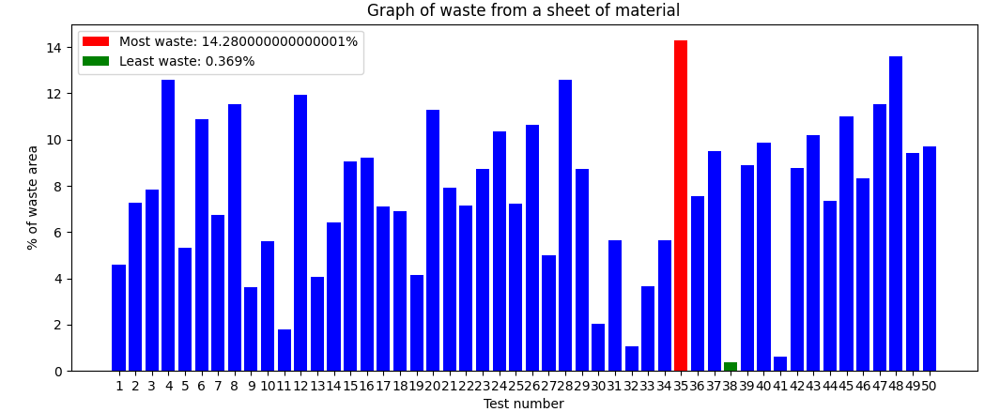 Graph of waste from a sheet of material
Most waste: 14.280000000000001%
Least waste: 0.369%
14
12
10
8
6
4
2
0
% of waste area
1 2 3 4 5 6 7 8 9 10 11 12 13 14 15 16 17 18 19 20 21 22 23 24 25 26 27 28 29 30 31 32 33 34 35 36 37 38 39 40 41 42 43 44 45 46 47 48 49 50
Test number